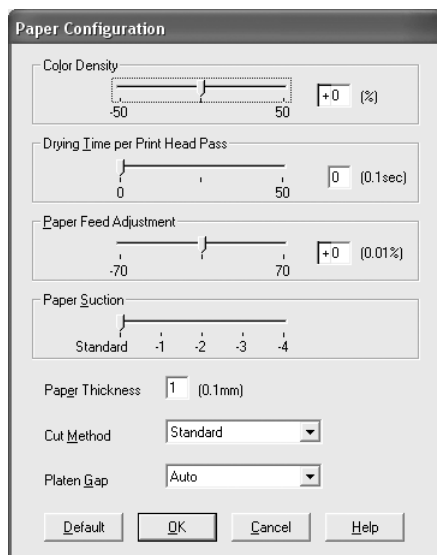 Paper Configuration
Color Density
-50 50 +0 (%)
Drying Time per Print Head Pass
0 50 0 (0.1sec)
Paper Feed Adjustment
-70 70 +0 (0.01%)
Paper Suction
Standard -1 -2 -3 -4
Paper Thickness 1 (0.1mm)
Cut Method Standard
Platen Gap Auto
Default OK Cancel Help